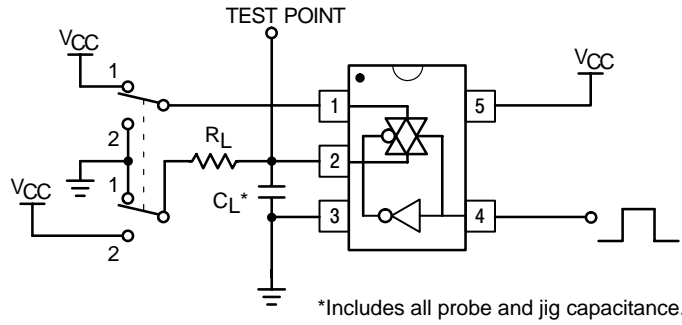 TEST POINT
VCC
1
2
RL
VCC
1
2
CL*
1
2
3
5
4
VCC
*Includes all probe and jig capacitance.